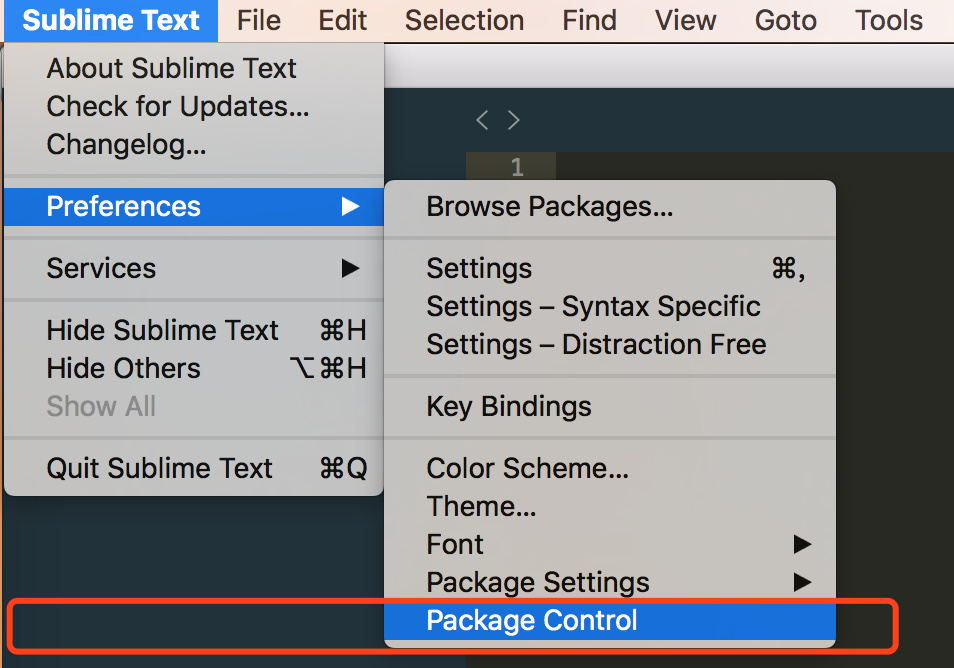 Sublime Text File Edit Selection Find View Goto Tools
About Sublime Text
Check for Updates...
Changelog...
Preferences ▶
Services ▶
Hide Sublime Text ⌘H
Hide Others ⌥⌘H
Show All
Quit Sublime Text ⌘Q
1
Browse Packages...
Settings ⌘,
Settings – Syntax Specific
Settings – Distraction Free
Key Bindings
Color Scheme...
Theme...
Font ▶
Package Settings ▶
Package Control